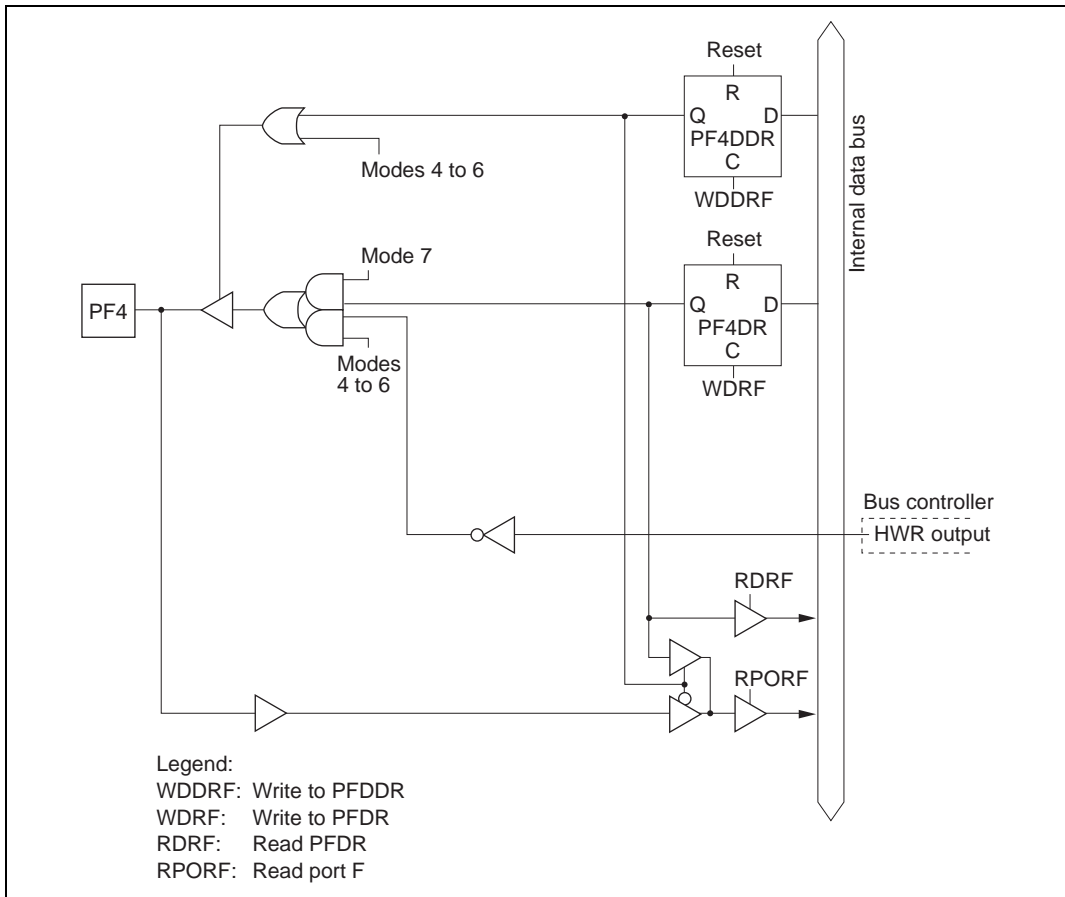 Reset
R
Q D
PF4DDR
C
WDDRF
Modes 4 to 6
Internal data bus
Reset
R
Q D
PF4DR
C
WDRF
Mode 7
PF4
Modes
4 to 6
Bus controller
HWR output
RDRF
RPORF
Legend:
WDDRF: Write to PFDDR
WDRF: Write to PFDR
RDRF: Read PFDR
RPORF: Read port F